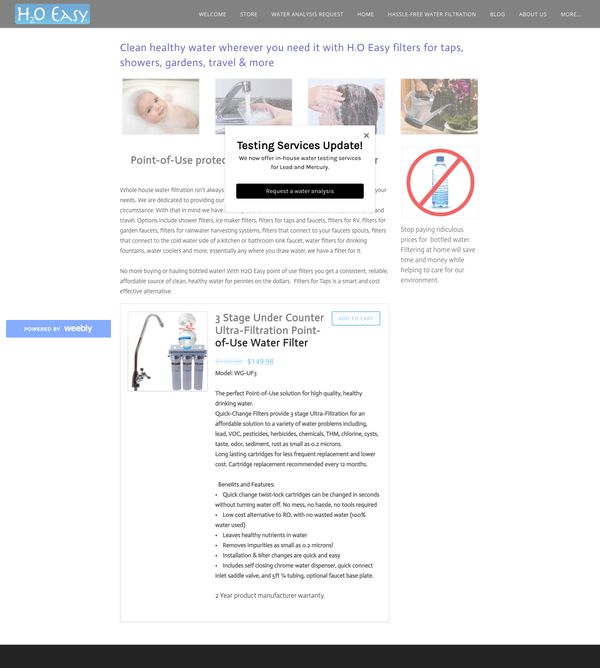 H2O Easy
WELCOME STORE WATER ANALYSIS REQUEST HOME HASSLE-FREE WATER FILTRATION BLOG ABOUT US MORE...
Clean healthy water wherever you need it with H2O Easy filters for taps,
showers, gardens, travel & more
×
Testing Services Update!
We now offer in-house water testing services
for Lead and Mercury.
Request a water analysis
Point-of-Use
Whole house water filtration isn't always your
needs. We are dedicated to providing
circumstance. With that in mind we have and
travel. Options include shower filters, ice maker filters, filters for taps and faucets, filters for RV, filters for
garden faucets, filters for rainwater harvesting systems, filters that connect to your faucets spouts, filters
that connect to the cold water side of a kitchen or bathroom sink faucet, water filters for drinking
fountains, water coolers and more; essentially any where you draw water, we have a filter for it.
No more buying or hauling bottled water! With H2O Easy point of use filters you get a consistent, reliable,
affordable source of clean, healthy water for pennies on the dollars. Filters for Taps is a smart and cost
effective alternative.
Stop paying ridiculous
prices for bottled water.
Filtering at home will save
time and money while
helping to care for our
environment.
POWERED BY weebly
3 Stage Under Counter
Ultra-Filtration Point-
of-Use Water Filter
ADD TO CART
$149.98
Model: WG-UF3
The perfect Point-of-Use solution for high quality, healthy
drinking water.
Quick-Change Filters provide 3 stage Ultra-Filtration for an
affordable solution to a variety of water problems including,
lead, VOC, pesticides, herbicides, chemicals, THM, chlorine, cysts,
taste, odor, sediment, rust as small as 0.2 microns.
Long lasting cartridges for less frequent replacement and lower
cost. Cartridge replacement recommended every 12 months.
Benefits and Features:
• Quick change twist-lock cartridges can be changed in seconds
without turning water off. No mess, no hassle, no tools required
• Low cost alternative to RO, with no wasted water (100%
water used)
• Leaves healthy nutrients in water
• Removes impurities as small as 0.2 microns!
• Installation & filter changes are quick and easy
• Includes self closing chrome water dispenser, quick connect
inlet saddle valve, and 5ft ¼ tubing, optional faucet base plate.
2 Year product manufacturer warranty.